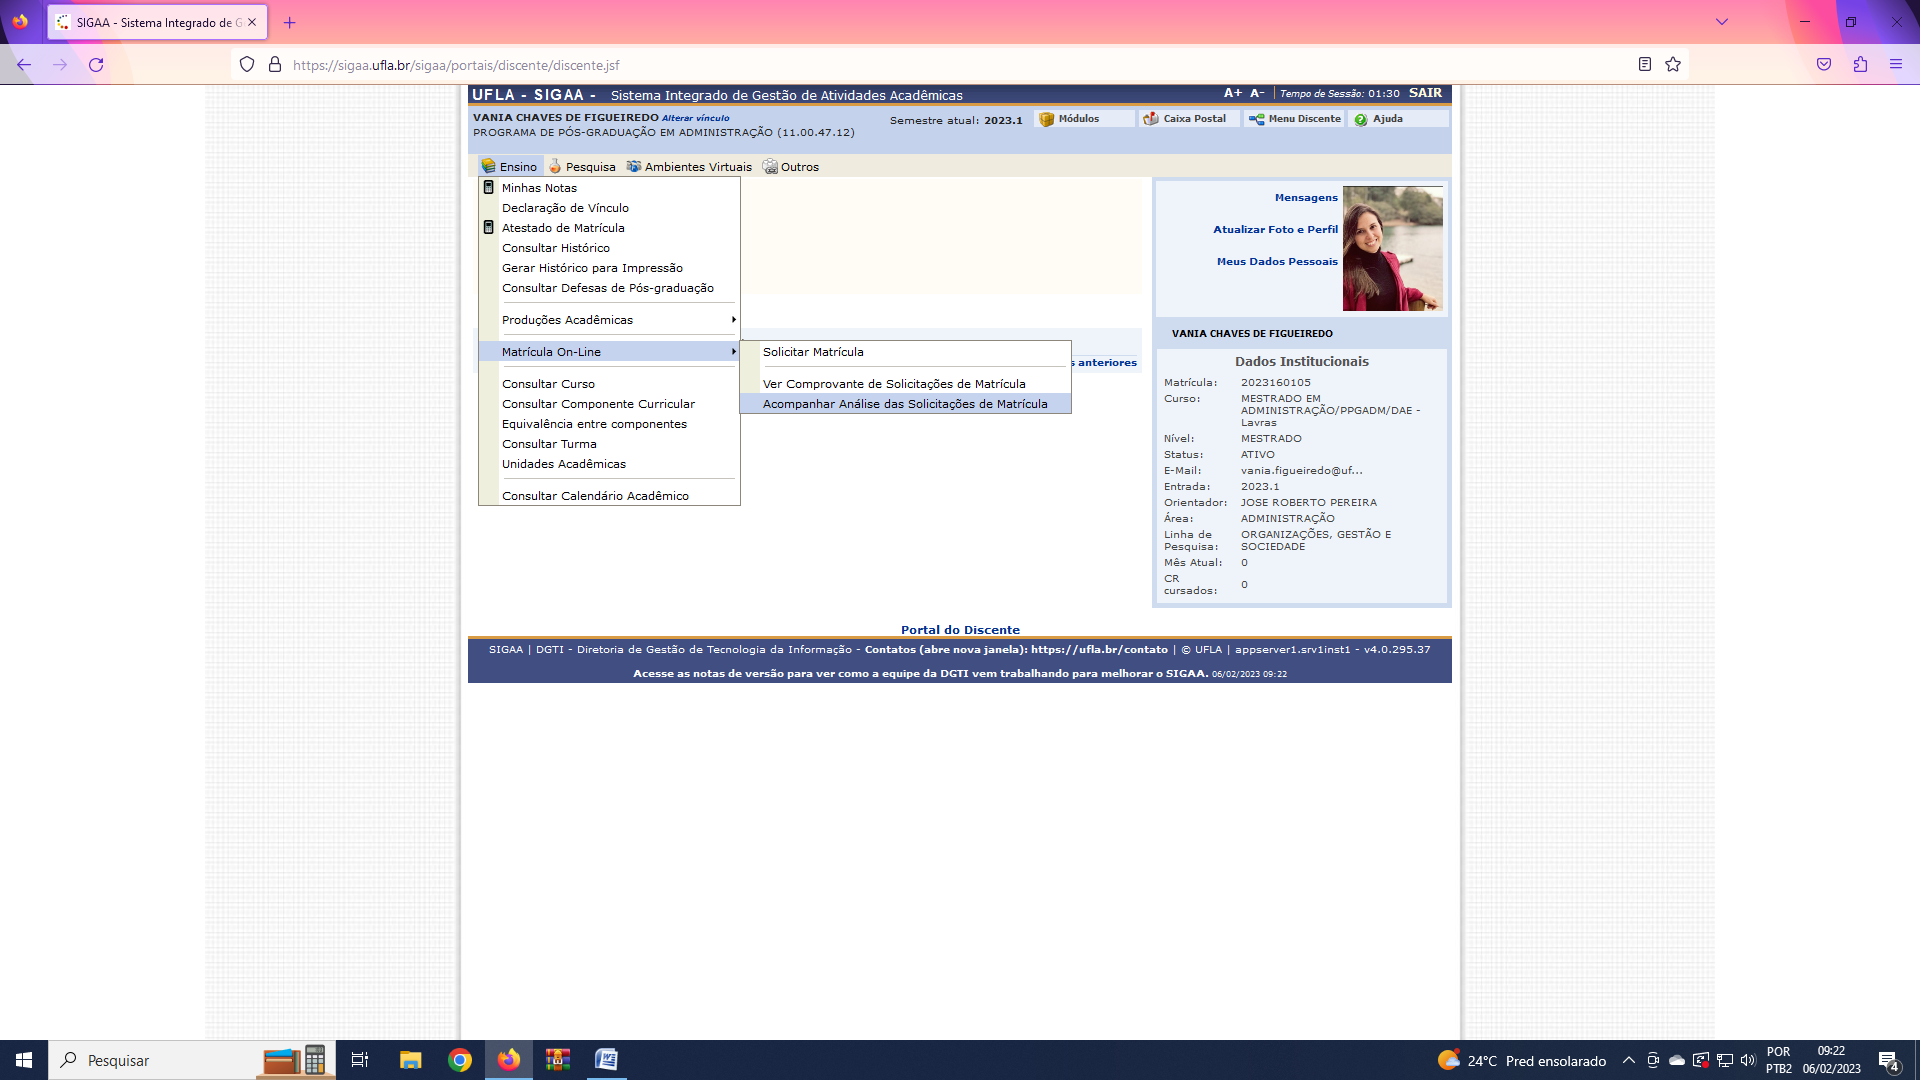 SIGAA - Sistema Integrado de G
https://sigaa.ufla.br/sigaa/portais/discente/discente.jsf
UFLA - SIGAA - Sistema Integrado de Gestão de Atividades Acadêmicas
A+ A- Tempo de Sessão: 01:30 SAIR
VANIA CHAVES DE FIGUEIREDO Alterar vínculo
Semestre atual: 2023.1
Módulos
Caixa Postal
Menu Discente
Ajuda
PROGRAMA DE PÓS-GRADUAÇÃO EM ADMINISTRAÇÃO (11.00.47.12)
Ensino
Pesquisa
Ambientes Virtuais
Outros
Minhas Notas
Declaração de Vínculo
Atestado de Matrícula
Consultar Histórico
Gerar Histórico para Impressão
Consultar Defesas de Pós-graduação
Produções Acadêmicas
Matrícula On-Line
Consultar Curso
Consultar Componente Curricular
Equivalência entre componentes
Consultar Turma
Unidades Acadêmicas
Consultar Calendário Acadêmico
Solicitar Matrícula
Ver Comprovante de Solicitações de Matrícula
Acompanhar Análise das Solicitações de Matrícula
s anteriores
Mensagens
Atualizar Foto e Perfil
Meus Dados Pessoais
VANIA CHAVES DE FIGUEIREDO
Dados Institucionais
Matrícula: 2023160105
Curso: MESTRADO EM
ADMINISTRAÇÃO/PPGADM/DAE -
Lavras
Nível: MESTRADO
Status: ATIVO
E-Mail: vania.figueiredo@uf...
Entrada: 2023.1
Orientador: JOSE ROBERTO PEREIRA
Área: ADMINISTRAÇÃO
Linha de Pesquisa: ORGANIZAÇÕES, GESTÃO E
SOCIEDADE
Mês Atual: 0
CR cursados: 0
Portal do Discente
SIGAA | DGTI - Diretoria de Gestão de Tecnologia da Informação - Contatos (abre nova janela): https://ufla.br/contato | © UFLA | appserver1.srv1inst1 - v4.0.295.37
Acesse as notas de versão para ver como a equipe da DGTI vem trabalhando para melhorar o SIGAA. 06/02/2023 09:22
Pesquisar
24°C Pred ensolarado
POR
PTB2
09:22
06/02/2023
4